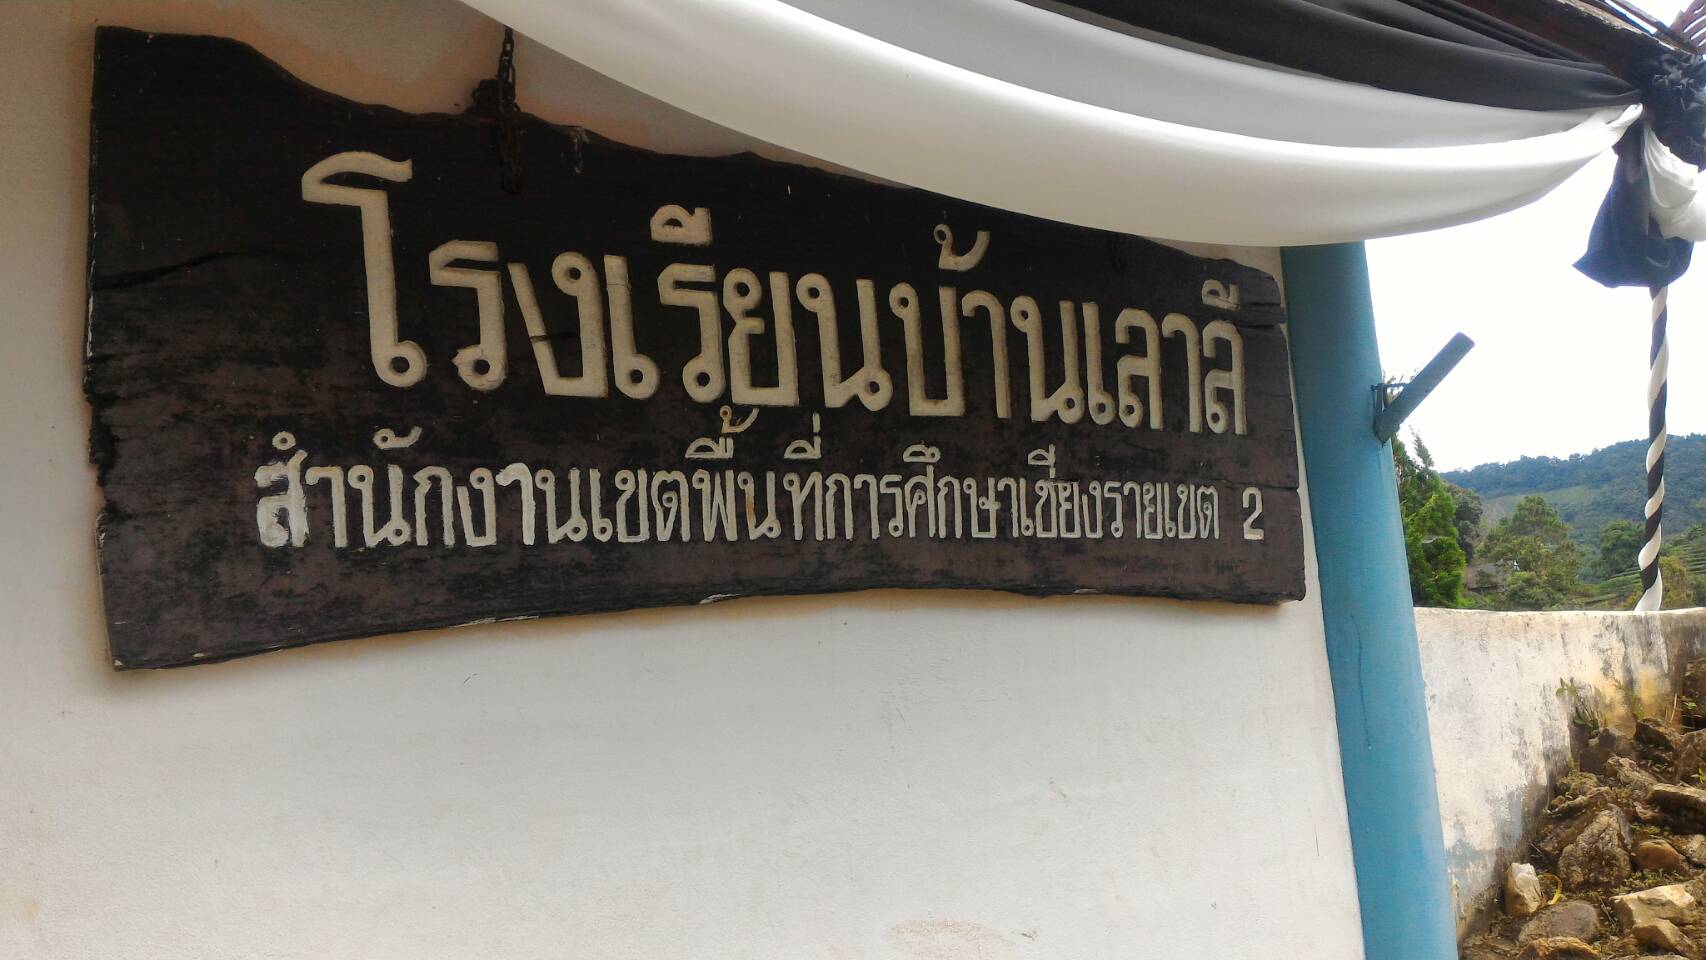 โรงเรียนบ้านเลาลี
สำนักงานเขตพื้นที่การศึกษาเชียงรายเขต 2